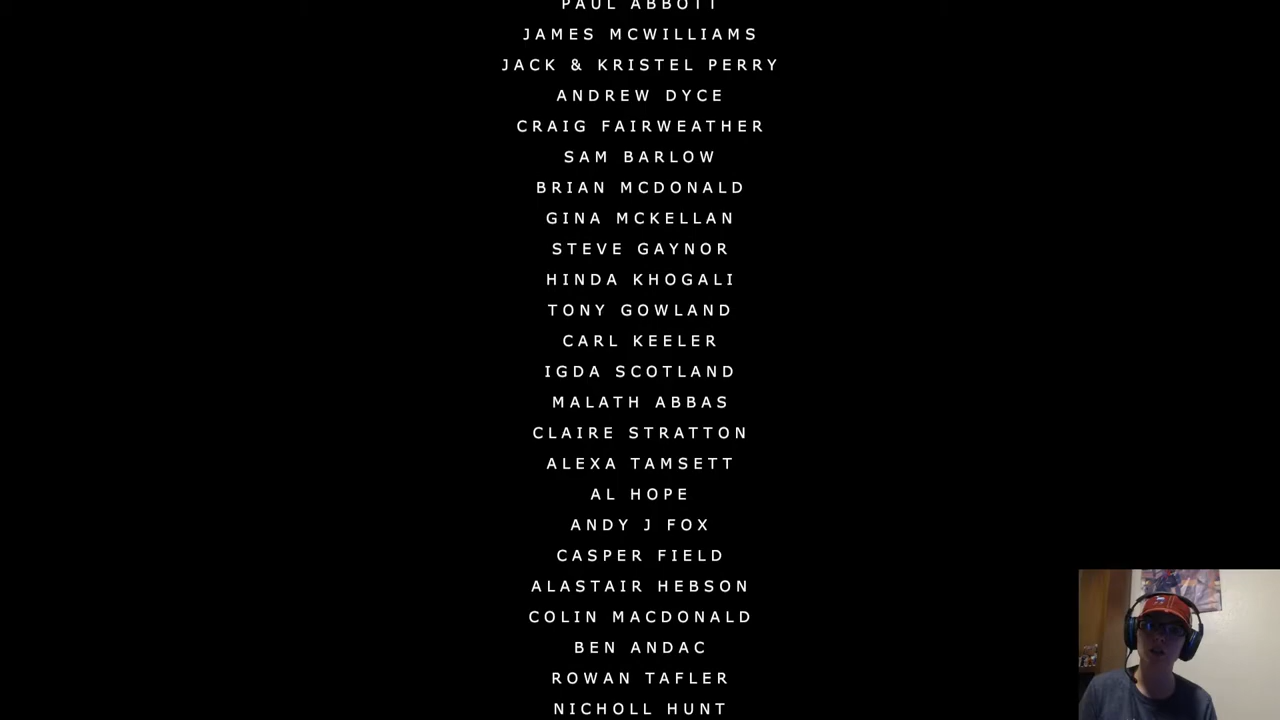 PAUL ABBOTT
JAMES MCWILLIAMS
JACK & KRISTEL PERRY
ANDREW DYCE
CRAIG FAIRWEATHER
SAM BARLOW
BRIAN MCDONALD
GINA MCKELLAN
STEVE GAYNOR
HINDA KHOGALI
TONY GOWLAND
CARL KEELER
IGDA SCOTLAND
MALATH ABBAS
CLAIRE STRATTON
ALEXA TAMSETT
AL HOPE
ANDY J FOX
CASPER FIELD
ALASTAIR HEBSON
COLIN MACDONALD
BEN ANDAC
ROWAN TAFLER
NICHOLL HUNT